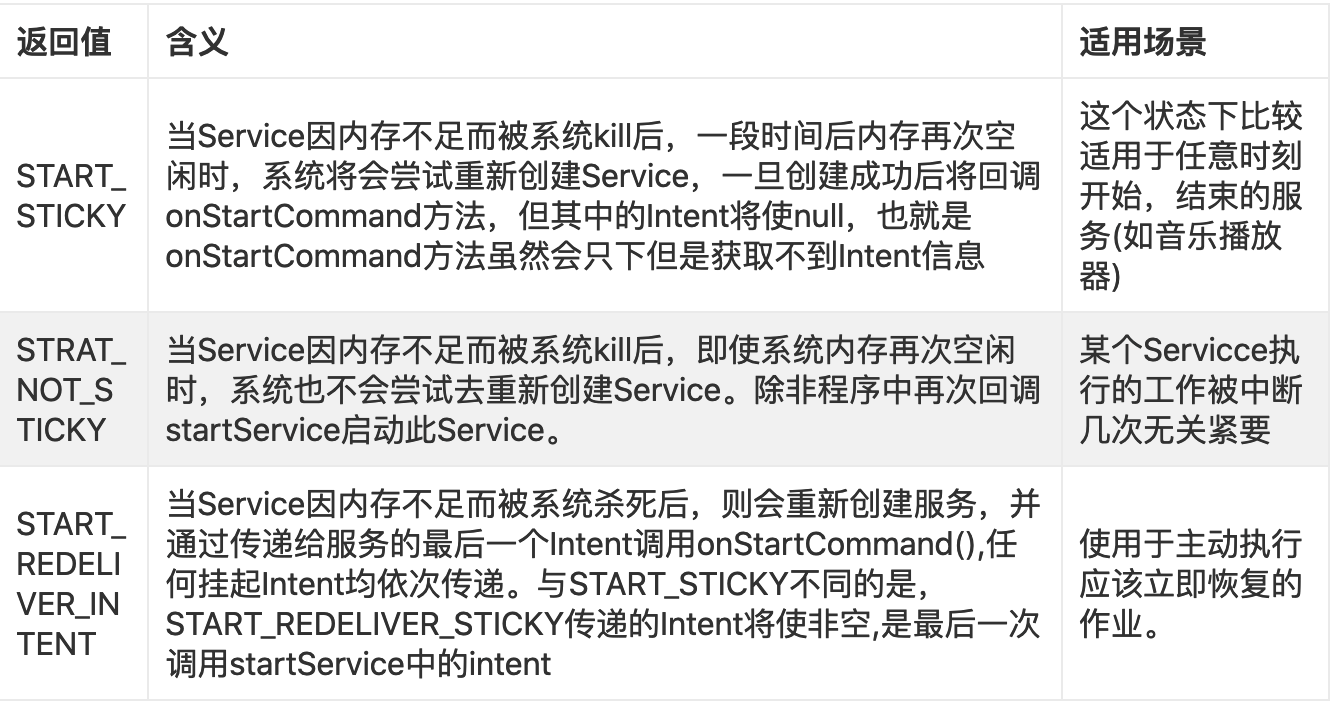 返回值
含义
适用场景
START_
STICKY
当Service因内存不足而被系统kill后，一段时间后内存再次空
闲时，系统将会尝试重新创建Service，一旦创建成功后将回调
onStartCommand方法，但其中的Intent将使null，也就是
onStartCommand方法虽然会只下但是获取不到Intent信息
这个状态下比较
适用于任意时刻
开始，结束的服
务(如音乐播放
器)
STRAT_
NOT_S
TICKY
当Service因内存不足而被系统kill后，即使系统内存再次空闲
时，系统也不会尝试去重新创建Service。除非程序中再次回调
startService启动此Service。
某个Servicce执
行的工作被中断
几次无关紧要
START_
REDELI
VER_IN
TENT
当Service因内存不足而被系统杀死后，则会重新创建服务，并
通过传递给服务的最后一个Intent调用onStartCommand(),任
何挂起Intent均依次传递。与START_STICKY不同的是，
START_REDELIVER_STICKY传递的Intent将使非空,是最后一次
调用startService中的intent
使用于主动执行
应该立即恢复的
作业。